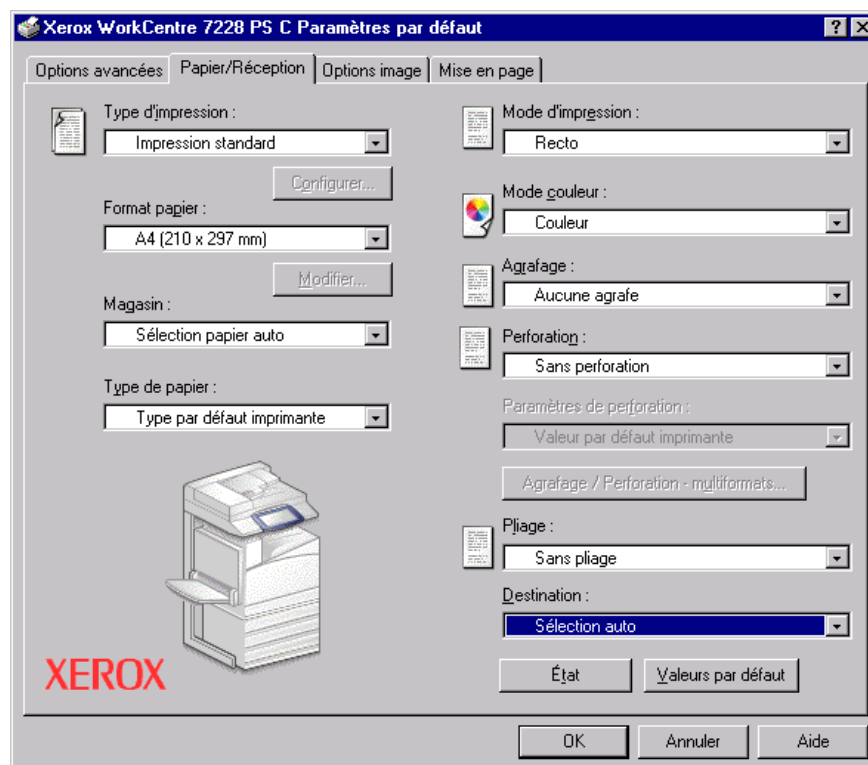 Xerox WorkCentre 7228 PS C Paramètres par défaut
Options avancées
Papier/Réception
Options image
Mise en page
Type d'impression :
Impression standard
Configurer...
Format papier :
A4 (210 x 297 mm)
Modifier...
Magasin :
Sélection papier auto
Type de papier :
Type par défaut imprimante
XEROX
Mode d'impression :
Recto
Mode couleur :
Couleur
Agrafage :
Aucune agrafe
Perforation :
Sans perforation
Paramètres de perforation :
Valeur par défaut imprimante
Agrafage / Perforation - multiformats...
Pliage :
Sans pliage
Destination :
Sélection auto
État
Valeurs par défaut
OK
Annuler
Aide